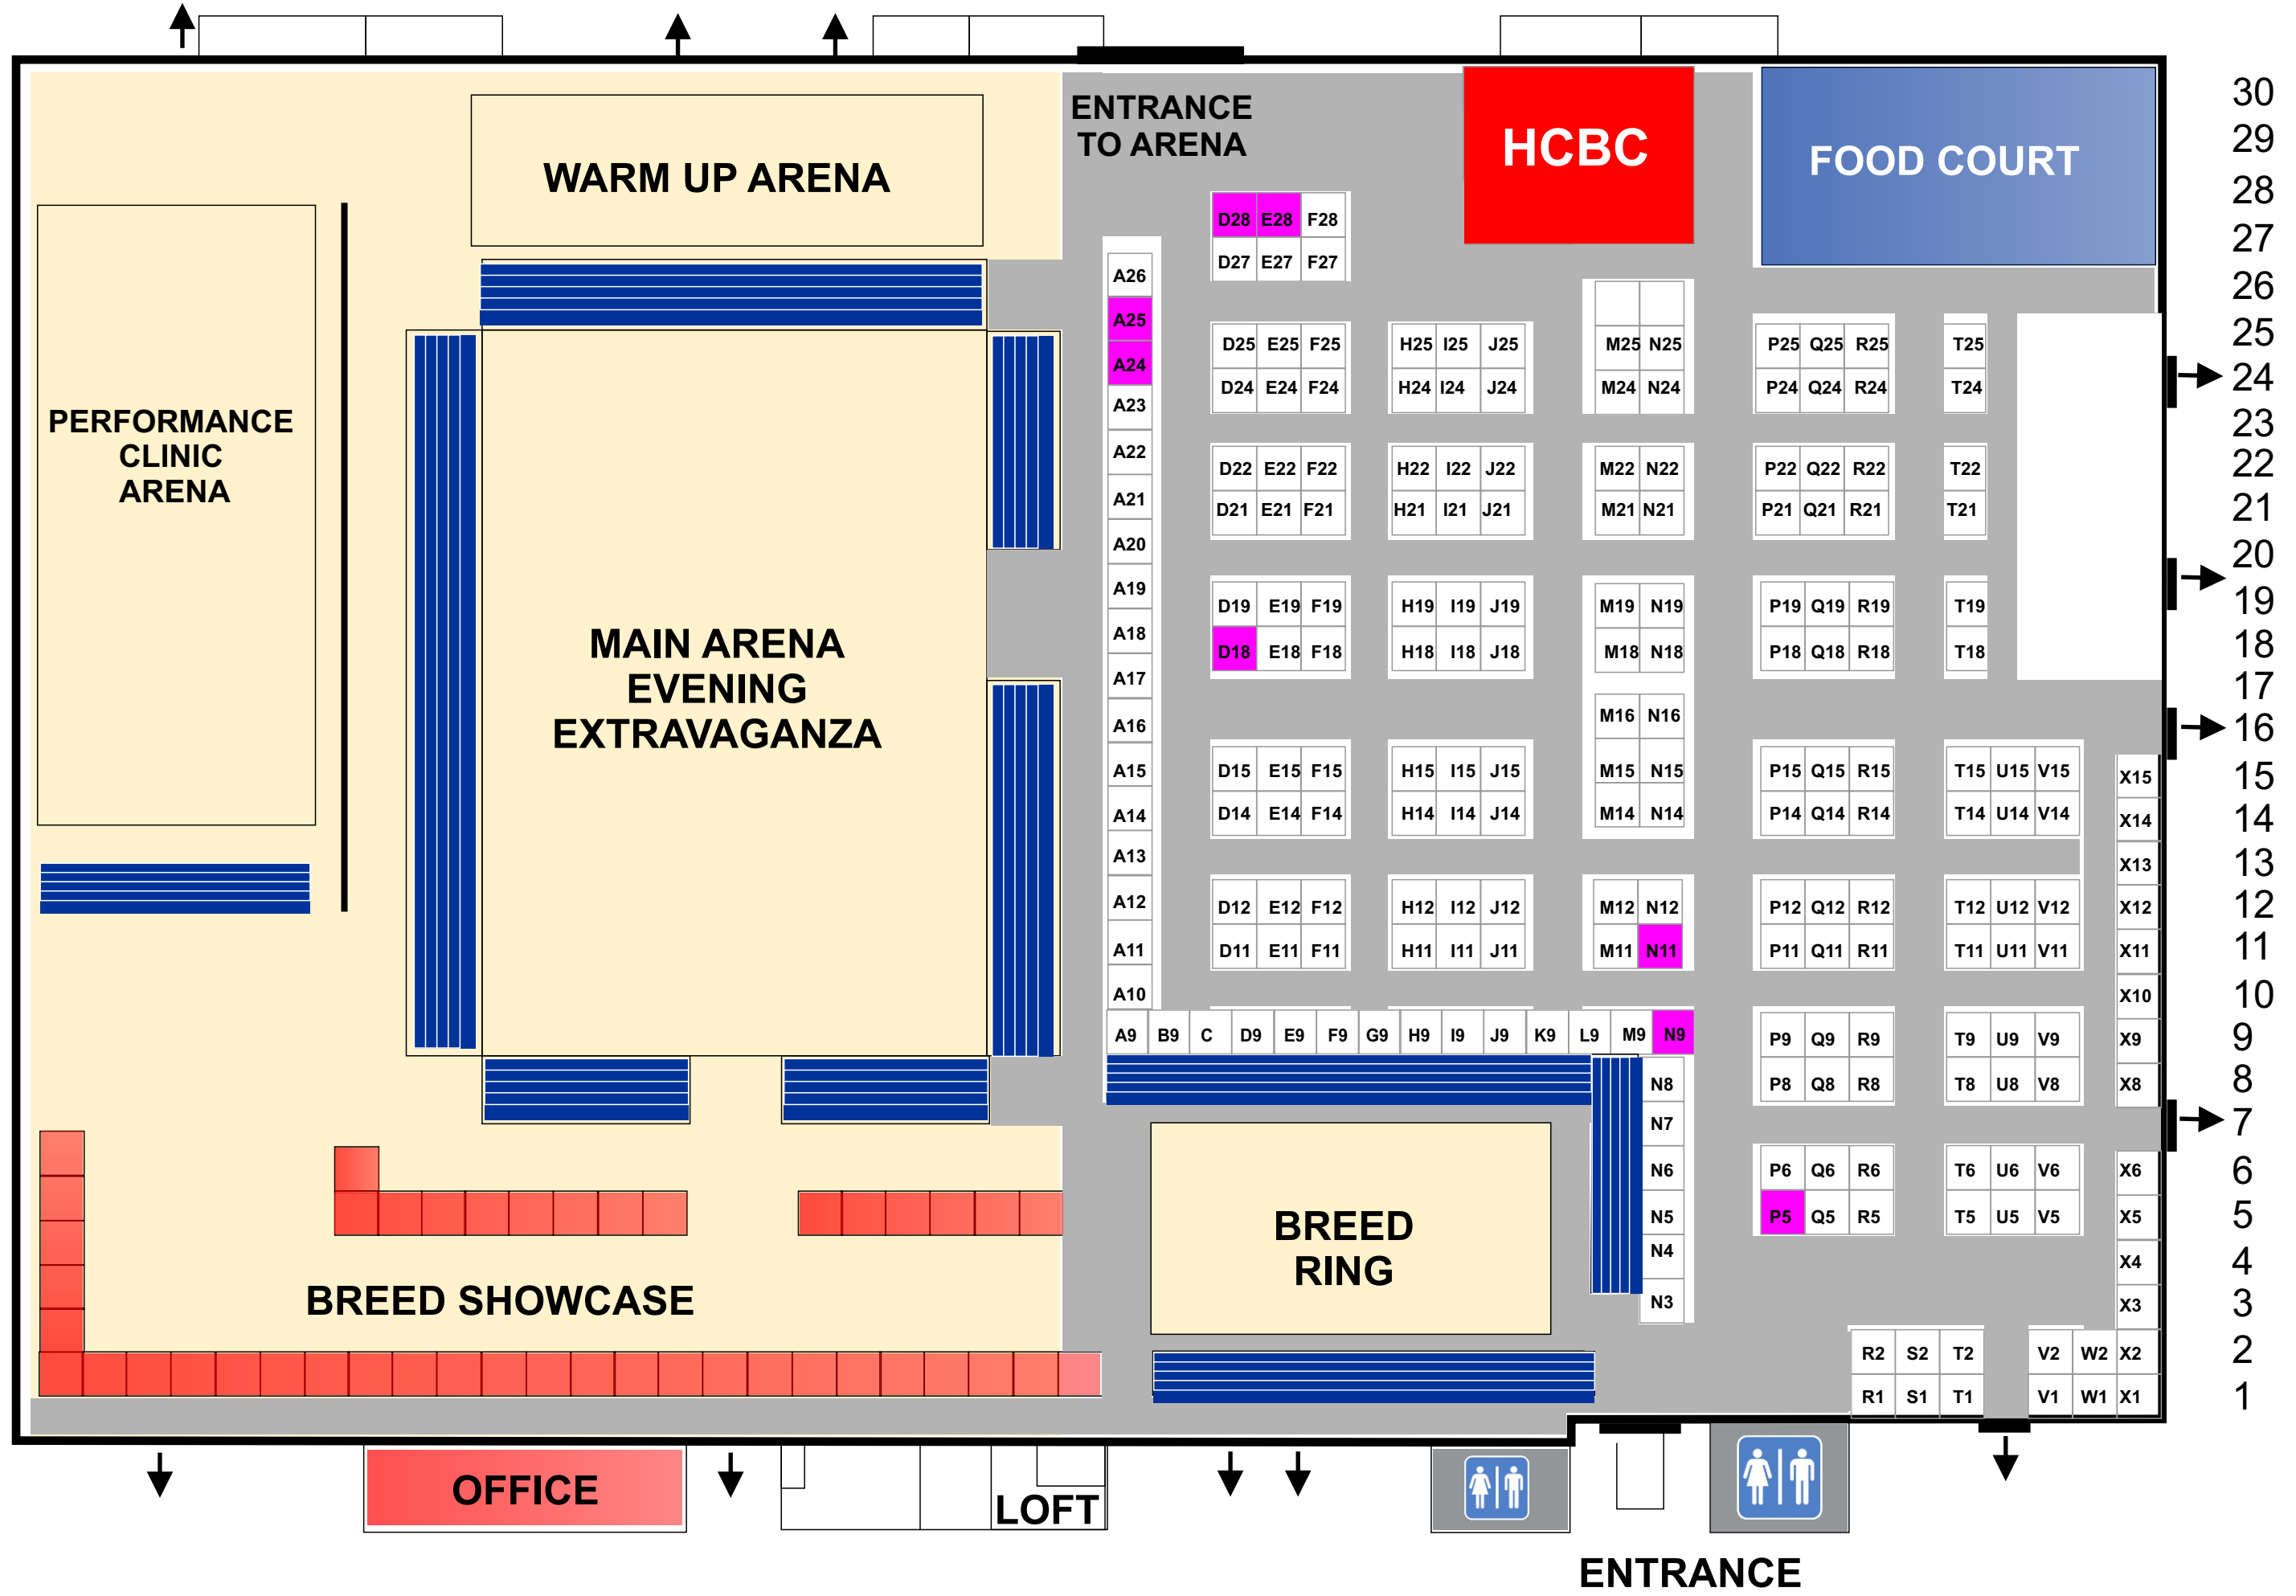 30
ENTRANCE
TO ARENA
HCBC
29
WARM UP ARENA
FOOD COURT
28
D28 E28 F28
27
D27 E27 F27
A26
26
A25
25
D25 E25 F25 H25 I25 J25 M25 N25 P25 Q25 R25 T25
A24
24
D24 E24 F24 H24 I24 J24 M24 N24 P24 Q24 R24 T24
A23
23
PERFORMANCE
CLINIC
ARENA
A22
22
D22 E22 F22 H22 I22 J22 M22 N22 P22 Q22 R22 T22
A21
21
D21 E21 F21 H21 I21 J21 M21 N21 P21 Q21 R21 T21
A20
20
A19
19
D19 E19 F19 H19 I19 J19 M19 N19 P19 Q19 R19 T19
MAIN ARENA
EVENING
EXTRAVAGANZA
A18
18
D18 E18 F18 H18 I18 J18 M18 N18 P18 Q18 R18 T18
A17
17
A16 M16 N16
16
A15 D15 E15 F15 H15 I15 J15 M15 N15 P15 Q15 R15 T15 U15 V15 X15
15
A14 D14 E14 F14 H14 I14 J14 M14 N14 P14 Q14 R14 T14 U14 V14 X14
14
A13 X13
13
A12 D12 E12 F12 H12 I12 J12 M12 N12 P12 Q12 R12 T12 U12 V12 X12
12
A11 D11 E11 F11 H11 I11 J11 M11 N11 P11 Q11 R11 T11 U11 V11 X11
11
A10 X10
10
A9 B9 C D9 E9 F9 G9 H9 I9 J9 K9 L9 M9 N9 P9 Q9 R9 T9 U9 V9 X9
9
N8 P8 Q8 R8 T8 U8 V8 X8
8
N7
7
N6 P6 Q6 R6 T6 U6 V6 X6
6
N5 P5 Q5 R5 T5 U5 V5 X5
5
BREED
RING
N4 X4
4
BREED SHOWCASE
N3 X3
3
R2 S2 T2 V2 W2 X2
2
R1 S1 T1 V1 W1 X1
1
OFFICE
LOFT
ENTRANCE